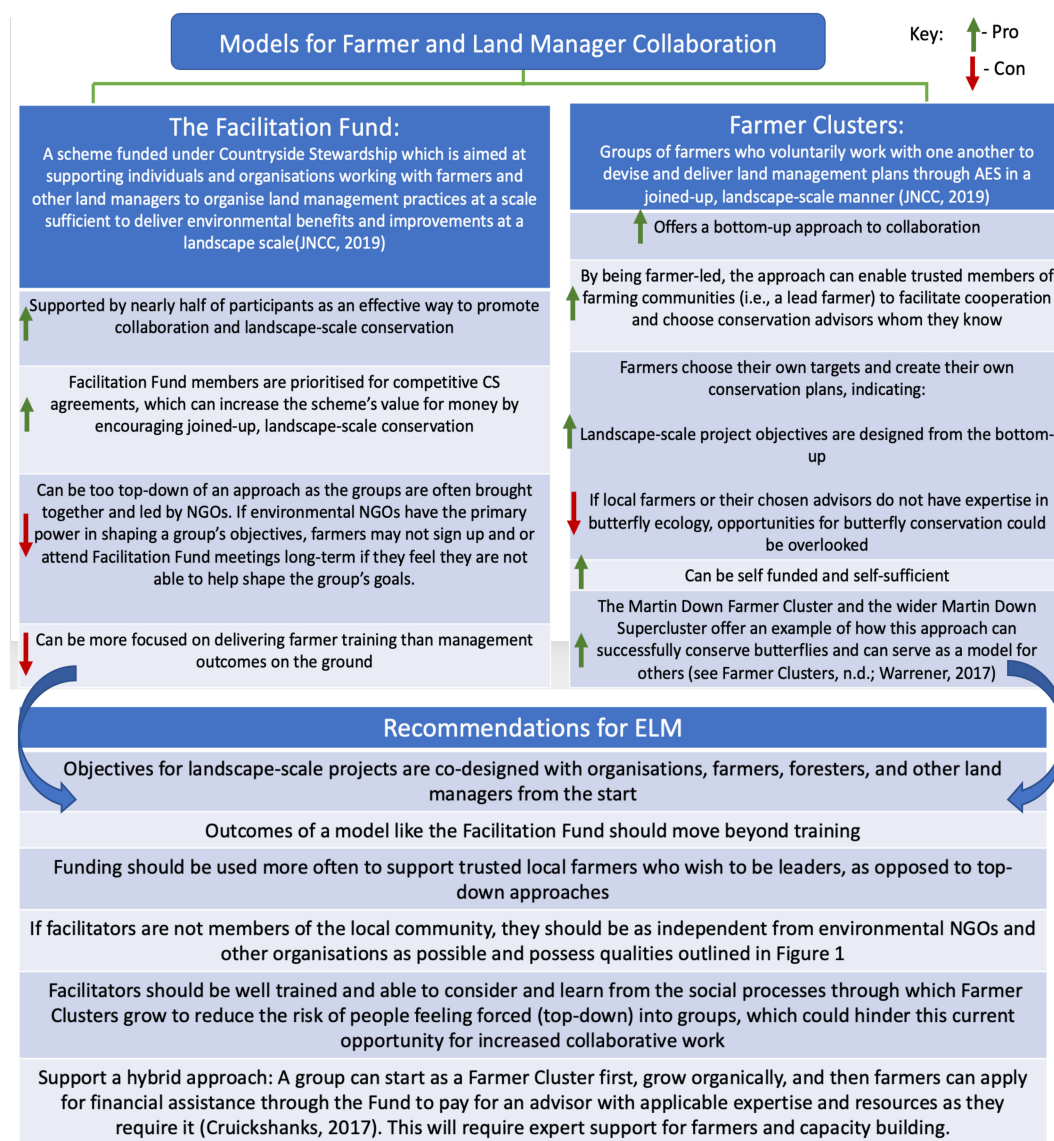 Models for Farmer and Land Manager Collaboration
Key:
- Pro
- Con
The Facilitation Fund:
A scheme funded under Countryside Stewardship which is aimed at
supporting individuals and organisations working with farmers and
other land managers to organise land management practices at a scale
sufficient to deliver environmental benefits and improvements at a
landscape scale(JNCC, 2019)
Supported by nearly half of participants as an effective way to promote
collaboration and landscape-scale conservation
Facilitation Fund members are prioritised for competitive CS
agreements, which can increase the scheme's value for money by
encouraging joined-up, landscape-scale conservation
Can be too top-down of an approach as the groups are often brought
together and led by NGOs. If environmental NGOs have the primary
power in shaping a group's objectives, farmers may not sign up and or
attend Facilitation Fund meetings long-term if they feel they are not
able to help shape the group's goals.
Can be more focused on delivering farmer training than management
outcomes on the ground
Farmer Clusters:
Groups of farmers who voluntarily work with one another to
devise and deliver land management plans through AES in a
joined-up, landscape-scale manner (JNCC, 2019)
Offers a bottom-up approach to collaboration
By being farmer-led, the approach can enable trusted members of
farming communities (i.e., a lead farmer) to facilitate cooperation
and choose conservation advisors whom they know
Farmers choose their own targets and create their own
conservation plans, indicating:
Landscape-scale project objectives are designed from the bottom-
up
If local farmers or their chosen advisors do not have expertise in
butterfly ecology, opportunities for butterfly conservation could
be overlooked
Can be self funded and self-sufficient
The Martin Down Farmer Cluster and the wider Martin Down
Supercluster offer an example of how this approach can
successfully conserve butterflies and can serve as a model for
others (see Farmer Clusters, n.d.; Warrener, 2017)
Recommendations for ELM
Objectives for landscape-scale projects are co-designed with organisations, farmers, foresters, and other land
managers from the start
Outcomes of a model like the Facilitation Fund should move beyond training
Funding should be used more often to support trusted local farmers who wish to be leaders, as opposed to top-
down approaches
If facilitators are not members of the local community, they should be as independent from environmental NGOs and
other organisations as possible and possess qualities outlined in Figure 1
Facilitators should be well trained and able to consider and learn from the social processes through which Farmer
Clusters grow to reduce the risk of people feeling forced (top-down) into groups, which could hinder this current
opportunity for increased collaborative work
Support a hybrid approach: A group can start as a Farmer Cluster first, grow organically, and then farmers can apply
for financial assistance through the Fund to pay for an advisor with applicable expertise and resources as they
require it (Cruickshanks, 2017). This will require expert support for farmers and capacity building.